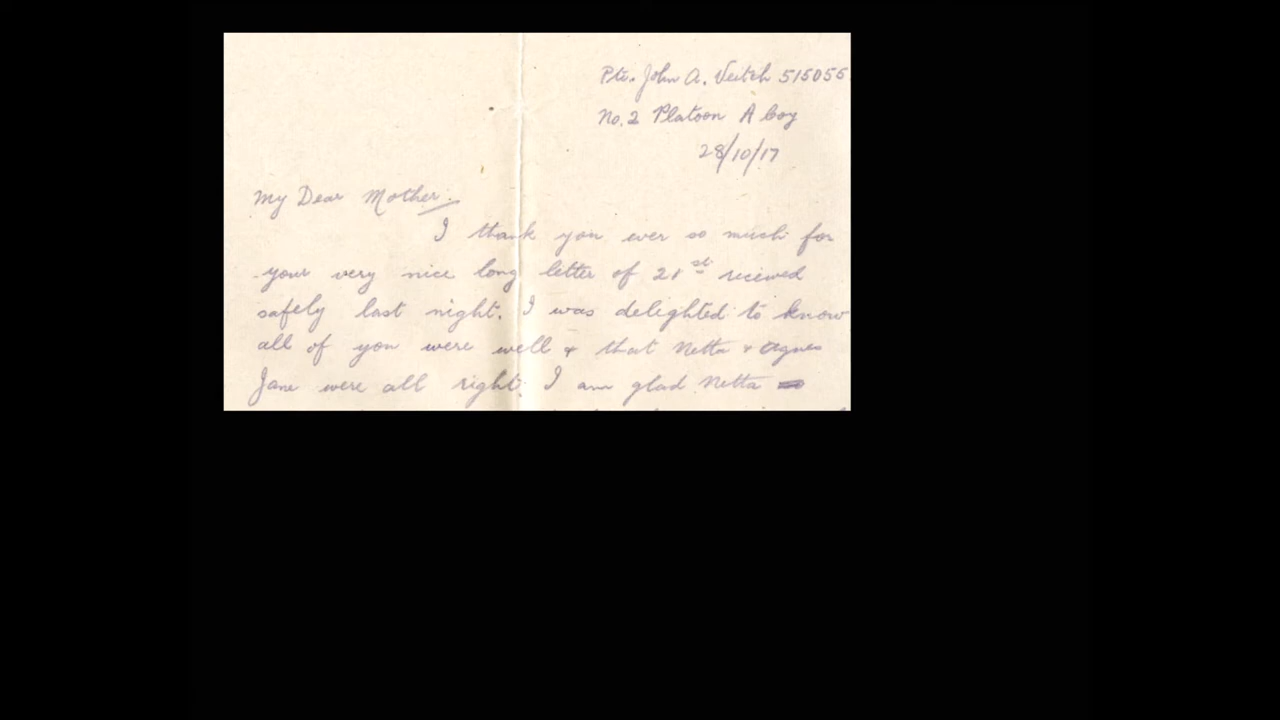 Pte. John A. Veitch 515055
No. 2 Platoon A Coy
28/10/17
My Dear Mother.
I thank you ever so much for
your very nice long letter of 21st recieved
safely last night. I was delighted to know
all of you were well & that Netta & Agnes
Jane were all right. I am glad Netta